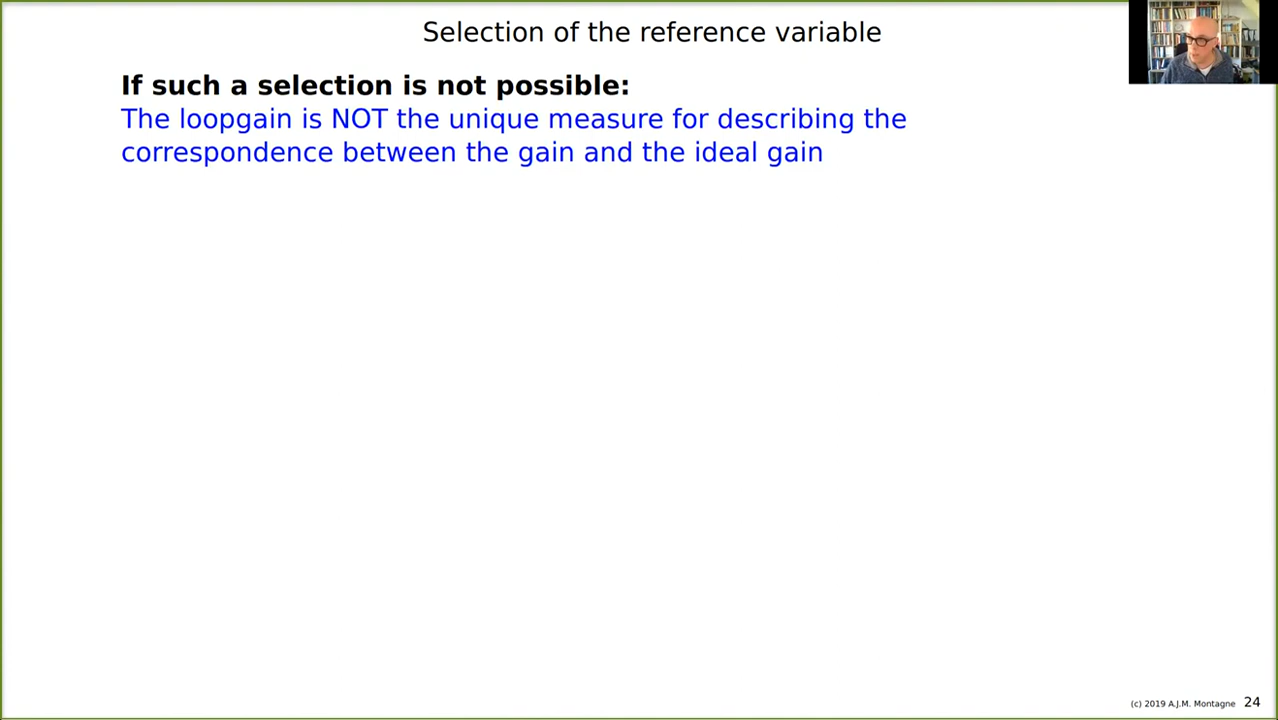 Selection of the reference variable
If such a selection is not possible:
The loopgain is NOT the unique measure for describing the
correspondence between the gain and the ideal gain
(c) 2019 A.J.M. Montagne 24